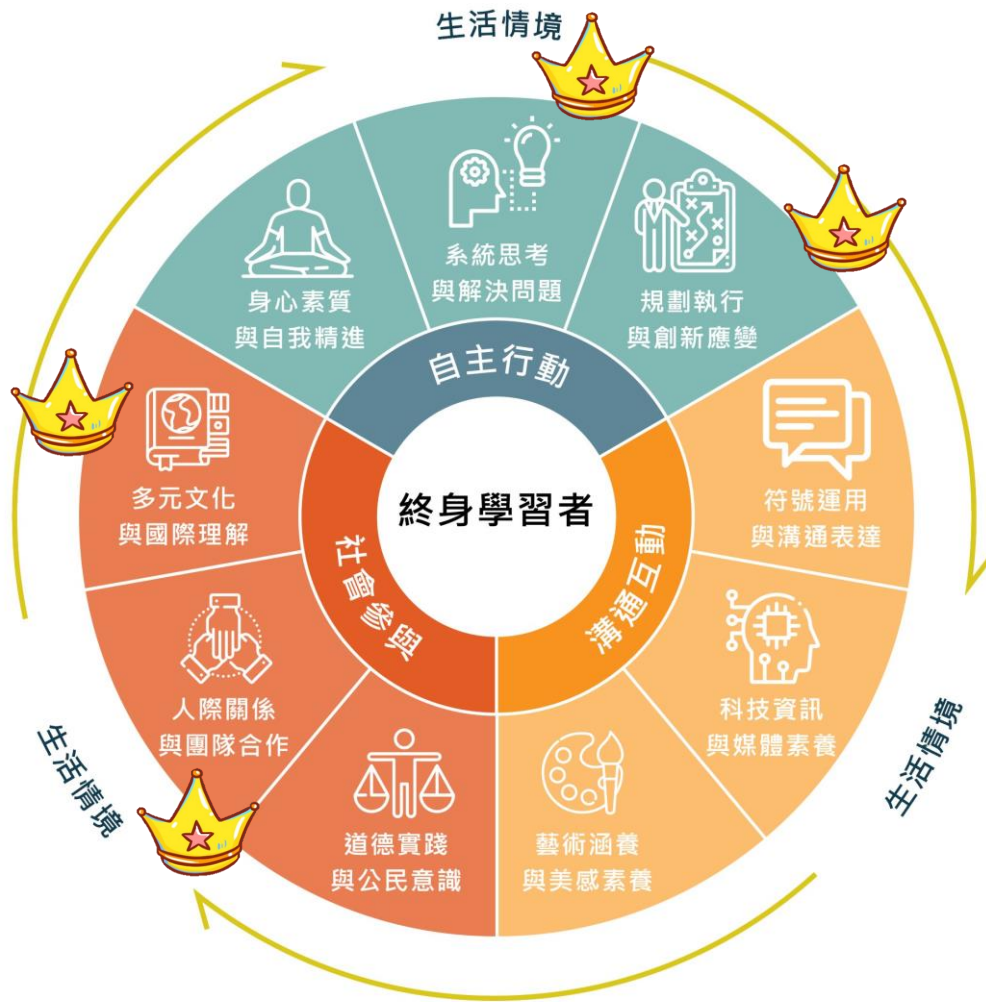 生活情境
系統思考
與解決問題
規劃執行
與創新應變
身心素質
與自我精進
自主行動
符號運用
與溝通表達
多元文化
與國際理解
終身學習者
社會參與
溝通互動
科技資訊
與媒體素養
人際關係
與團隊合作
生活情境
生活情境
道德實踐
與公民意識
藝術涵養
與美感素養